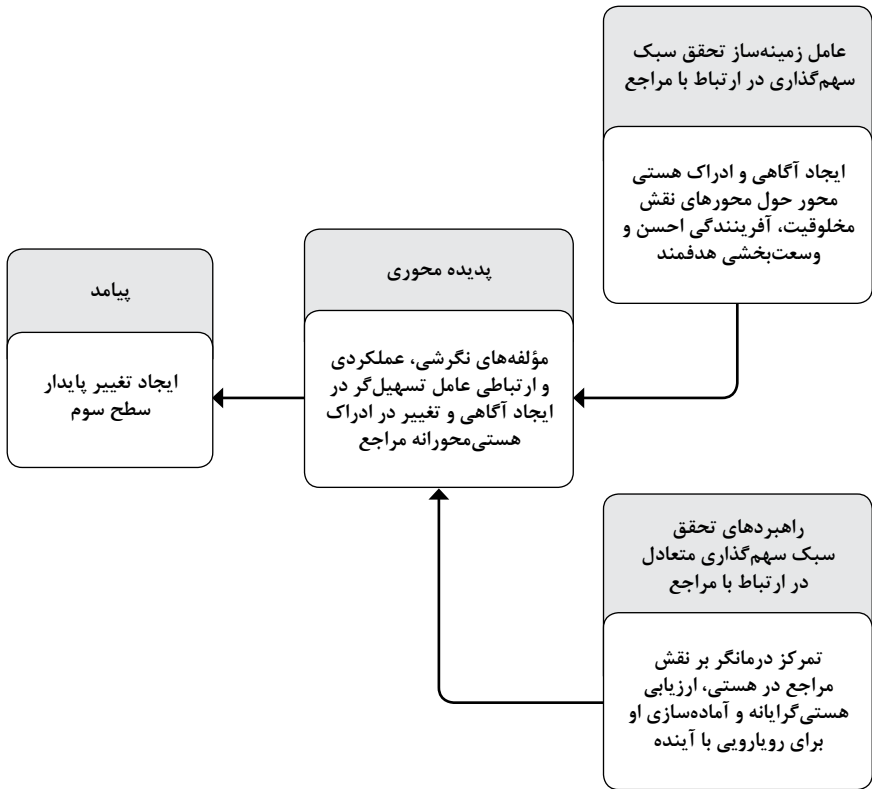 عامل زمینه‌ساز تحقق سبک
سهم‌گذاری در ارتباط با مراجع
ایجاد آگاهی و ادراک هستی
محور حول محورهای نقش
مخلوقیت، آفرینندگی احسن و
وسعت‌بخشی هدفمند
پدیده محوری
مؤلفه‌های نگرشی، عملکردی
و ارتباطی عامل تسهیل‌گر در
ایجاد آگاهی و تغییر در ادراک
هستی‌محورانه مراجع
پیامد
ایجاد تغییر پایدار
سطح سوم
راهبردهای تحقق
سبک سهم‌گذاری متعادل
در ارتباط با مراجع
تمرکز درمانگر بر نقش
مراجع در هستی، ارزیابی
هستی‌گرایانه و آماده‌سازی او
برای رویارویی با آینده